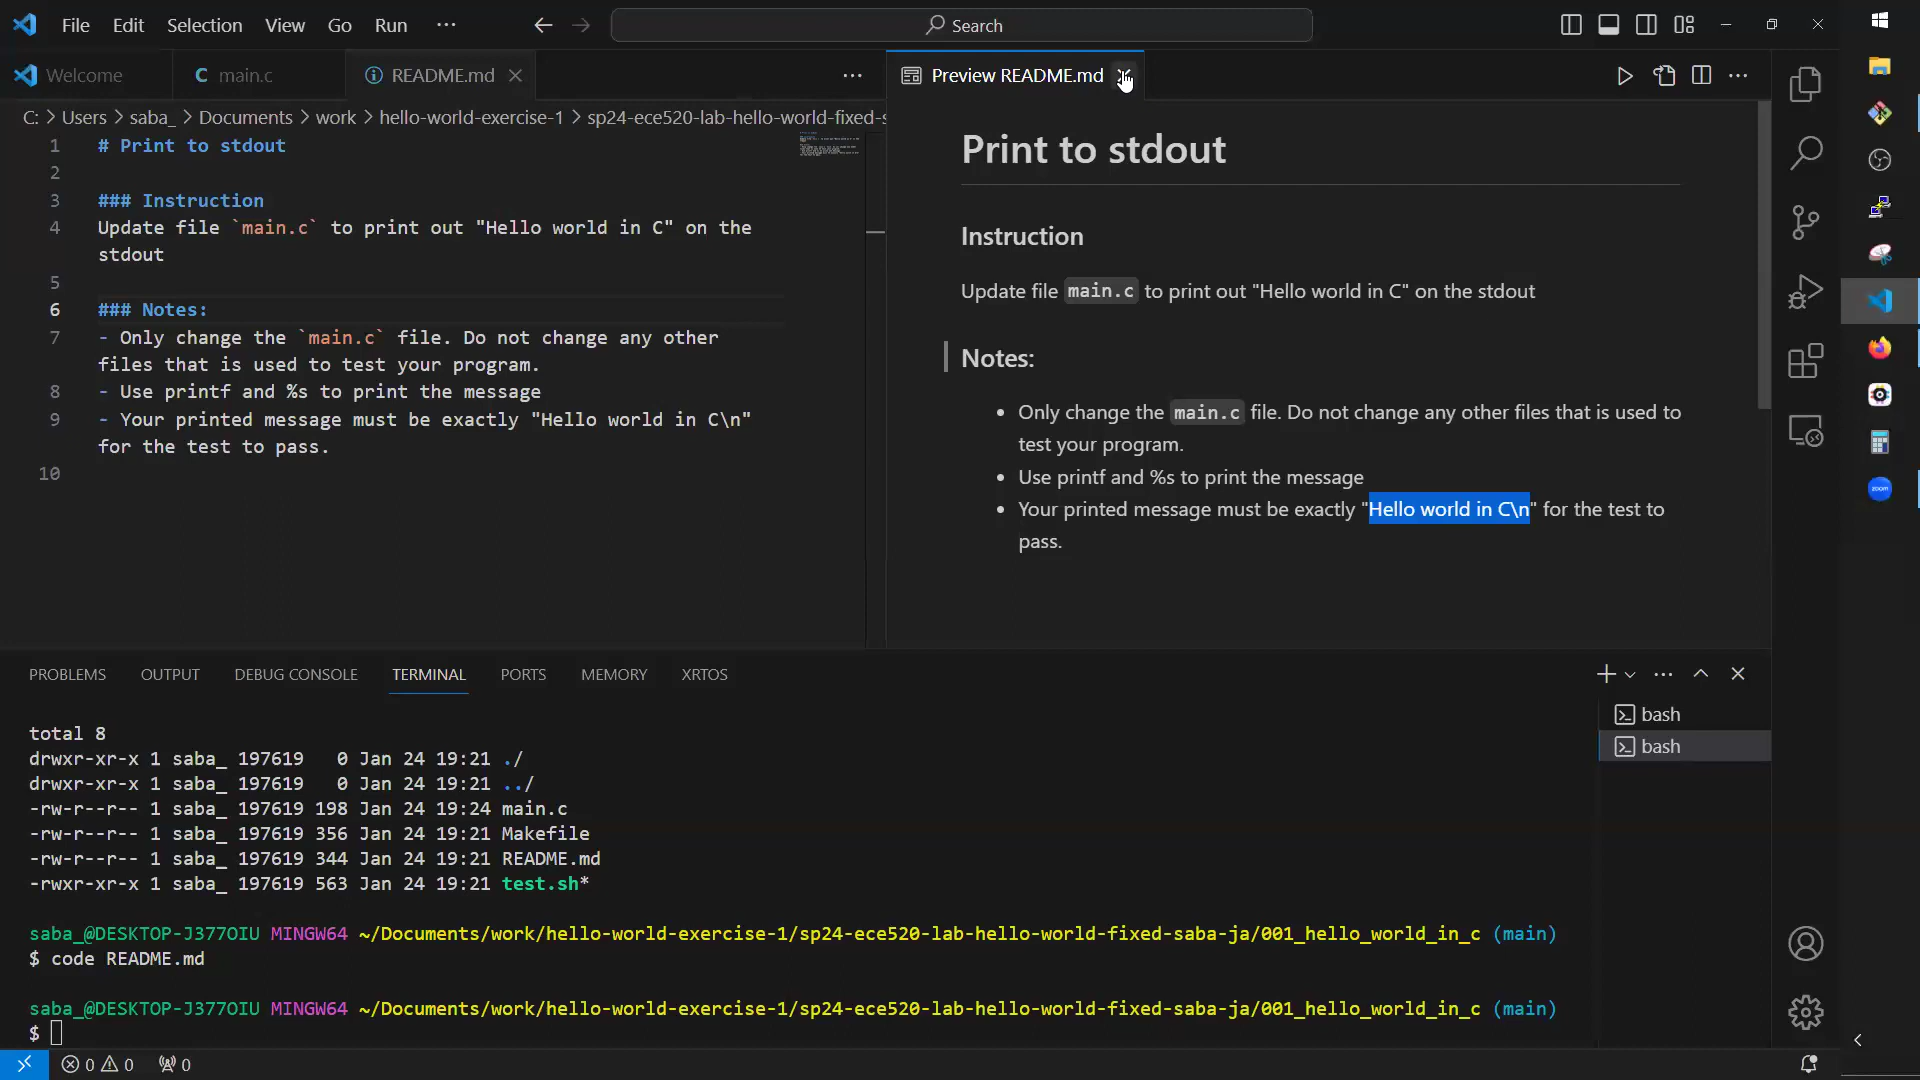 File Edit Selection View Go Run ··· Search
Welcome
C main.c
README.md
···
Preview README.md
···
C: > Users > saba_ > Documents > work > hello-world-exercise-1 > sp24-ece520-lab-hello-world-fixed-s
1 # Print to stdout
2
3 ### Instruction
4 Update file `main.c` to print out "Hello world in C" on the
stdout
5
6 ### Notes:
7 - Only change the `main.c` file. Do not change any other
files that is used to test your program.
8 - Use printf and %s to print the message
9 - Your printed message must be exactly "Hello world in C\n"
for the test to pass.
10
Print to stdout
Instruction
Update file main.c to print out "Hello world in C" on the stdout
Notes:
• Only change the main.c file. Do not change any other files that is used to
test your program.
• Use printf and %s to print the message
• Your printed message must be exactly "Hello world in C\n" for the test to
pass.
PROBLEMS OUTPUT DEBUG CONSOLE TERMINAL PORTS MEMORY XRTOS
bash
bash
total 8
drwxr-xr-x 1 saba_ 197619   0 Jan 24 19:21 ./
drwxr-xr-x 1 saba_ 197619   0 Jan 24 19:21 ../
-rw-r--r-- 1 saba_ 197619 198 Jan 24 19:24 main.c
-rw-r--r-- 1 saba_ 197619 356 Jan 24 19:21 Makefile
-rw-r--r-- 1 saba_ 197619 344 Jan 24 19:21 README.md
-rwxr-xr-x 1 saba_ 197619 563 Jan 24 19:21 test.sh*
saba_@DESKTOP-J377OIU MINGW64 ~/Documents/work/hello-world-exercise-1/sp24-ece520-lab-hello-world-fixed-saba-ja/001_hello_world_in_c (main)
$ code README.md
saba_@DESKTOP-J377OIU MINGW64 ~/Documents/work/hello-world-exercise-1/sp24-ece520-lab-hello-world-fixed-saba-ja/001_hello_world_in_c (main)
$
0 0 0
zoom